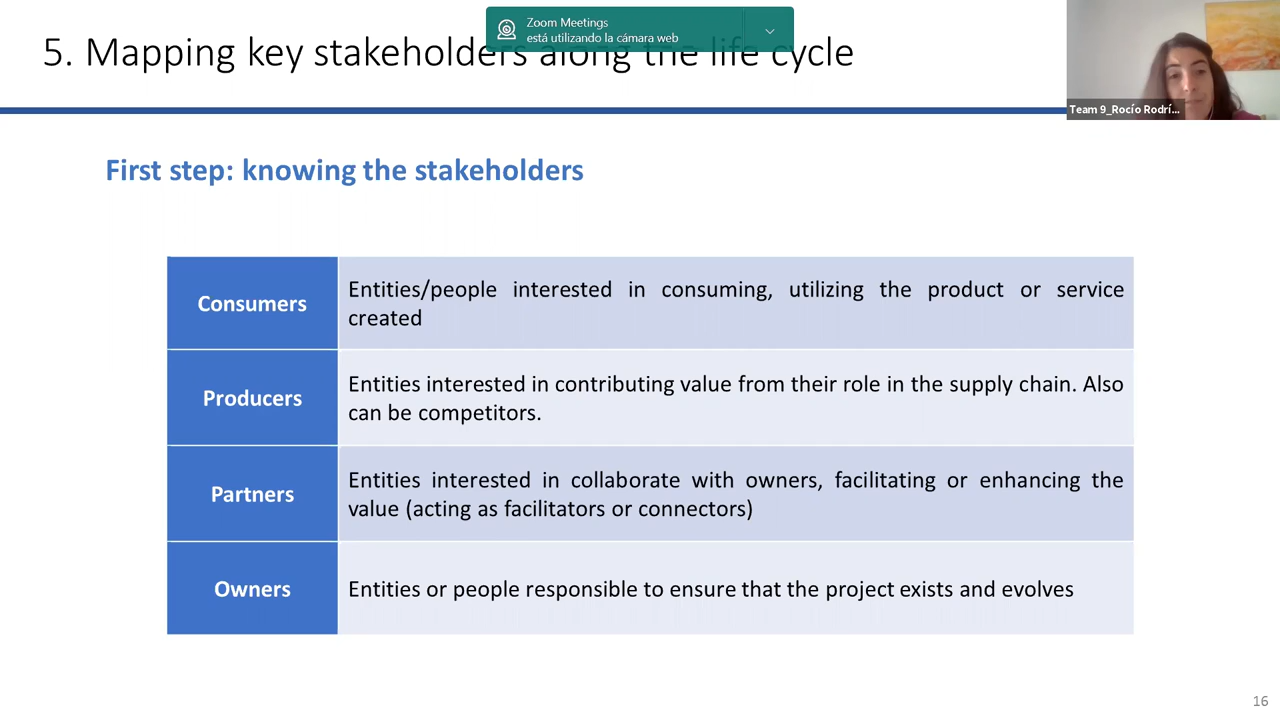 Zoom Meetings
está utilizando la cámara web
5. Mapping key stakeholders along the life cycle
Team 9_Rocío Rodrí...
First step: knowing the stakeholders
Consumers
Entities/people interested in consuming, utilizing the product or service
created
Producers
Entities interested in contributing value from their role in the supply chain. Also
can be competitors.
Partners
Entities interested in collaborate with owners, facilitating or enhancing the
value (acting as facilitators or connectors)
Owners
Entities or people responsible to ensure that the project exists and evolves
16